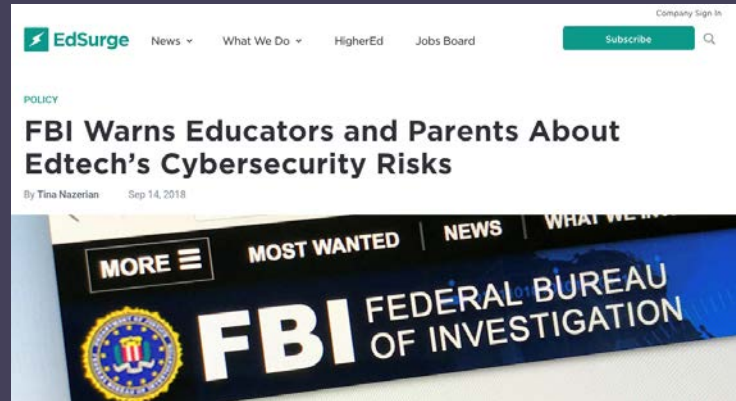 Company Sign In
EdSurge News What We Do HigherEd Jobs Board Subscribe
POLICY
FBI Warns Educators and Parents About
Edtech's Cybersecurity Risks
By Tina Nazerian Sep 14, 2018
MORE MOST WANTED NEWS
FBI FEDERAL BUREAU
OF INVESTIGATION